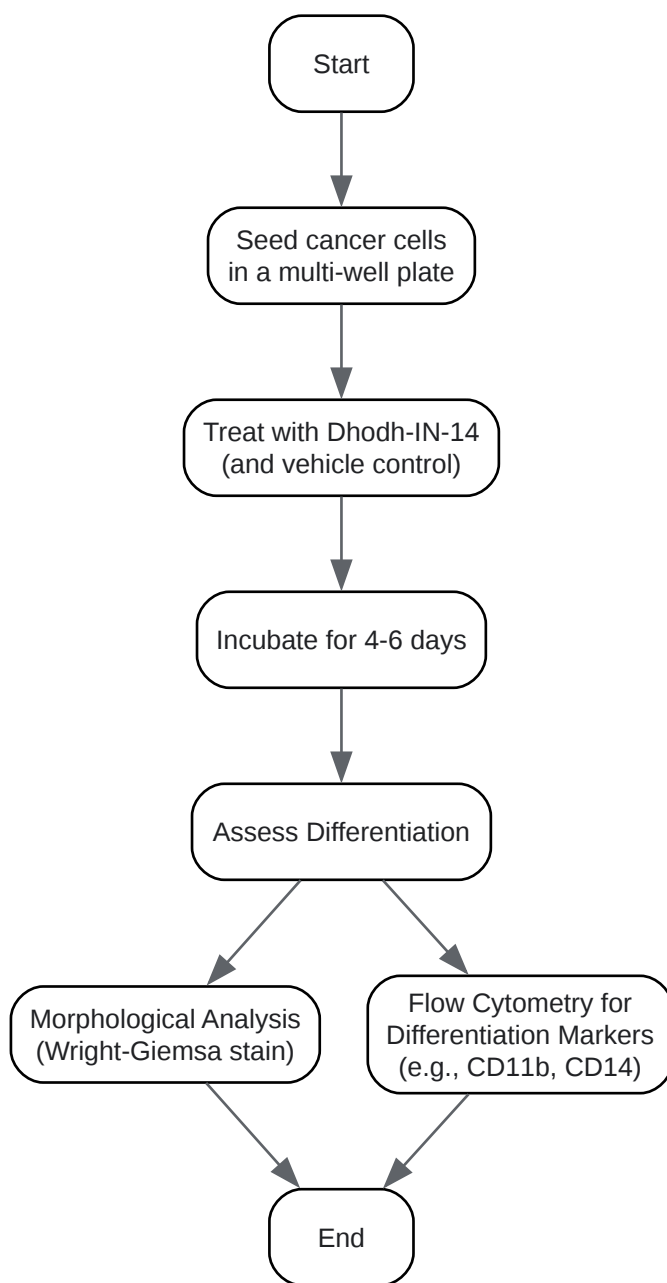 Start
Seed cancer cells
in a multi-well plate
Treat with Dhodh-IN-14
(and vehicle control)
Incubate for 4-6 days
Assess Differentiation
Morphological Analysis
(Wright-Giemsa stain)
Flow Cytometry for
Differentiation Markers
(e.g., CD11b, CD14)
End